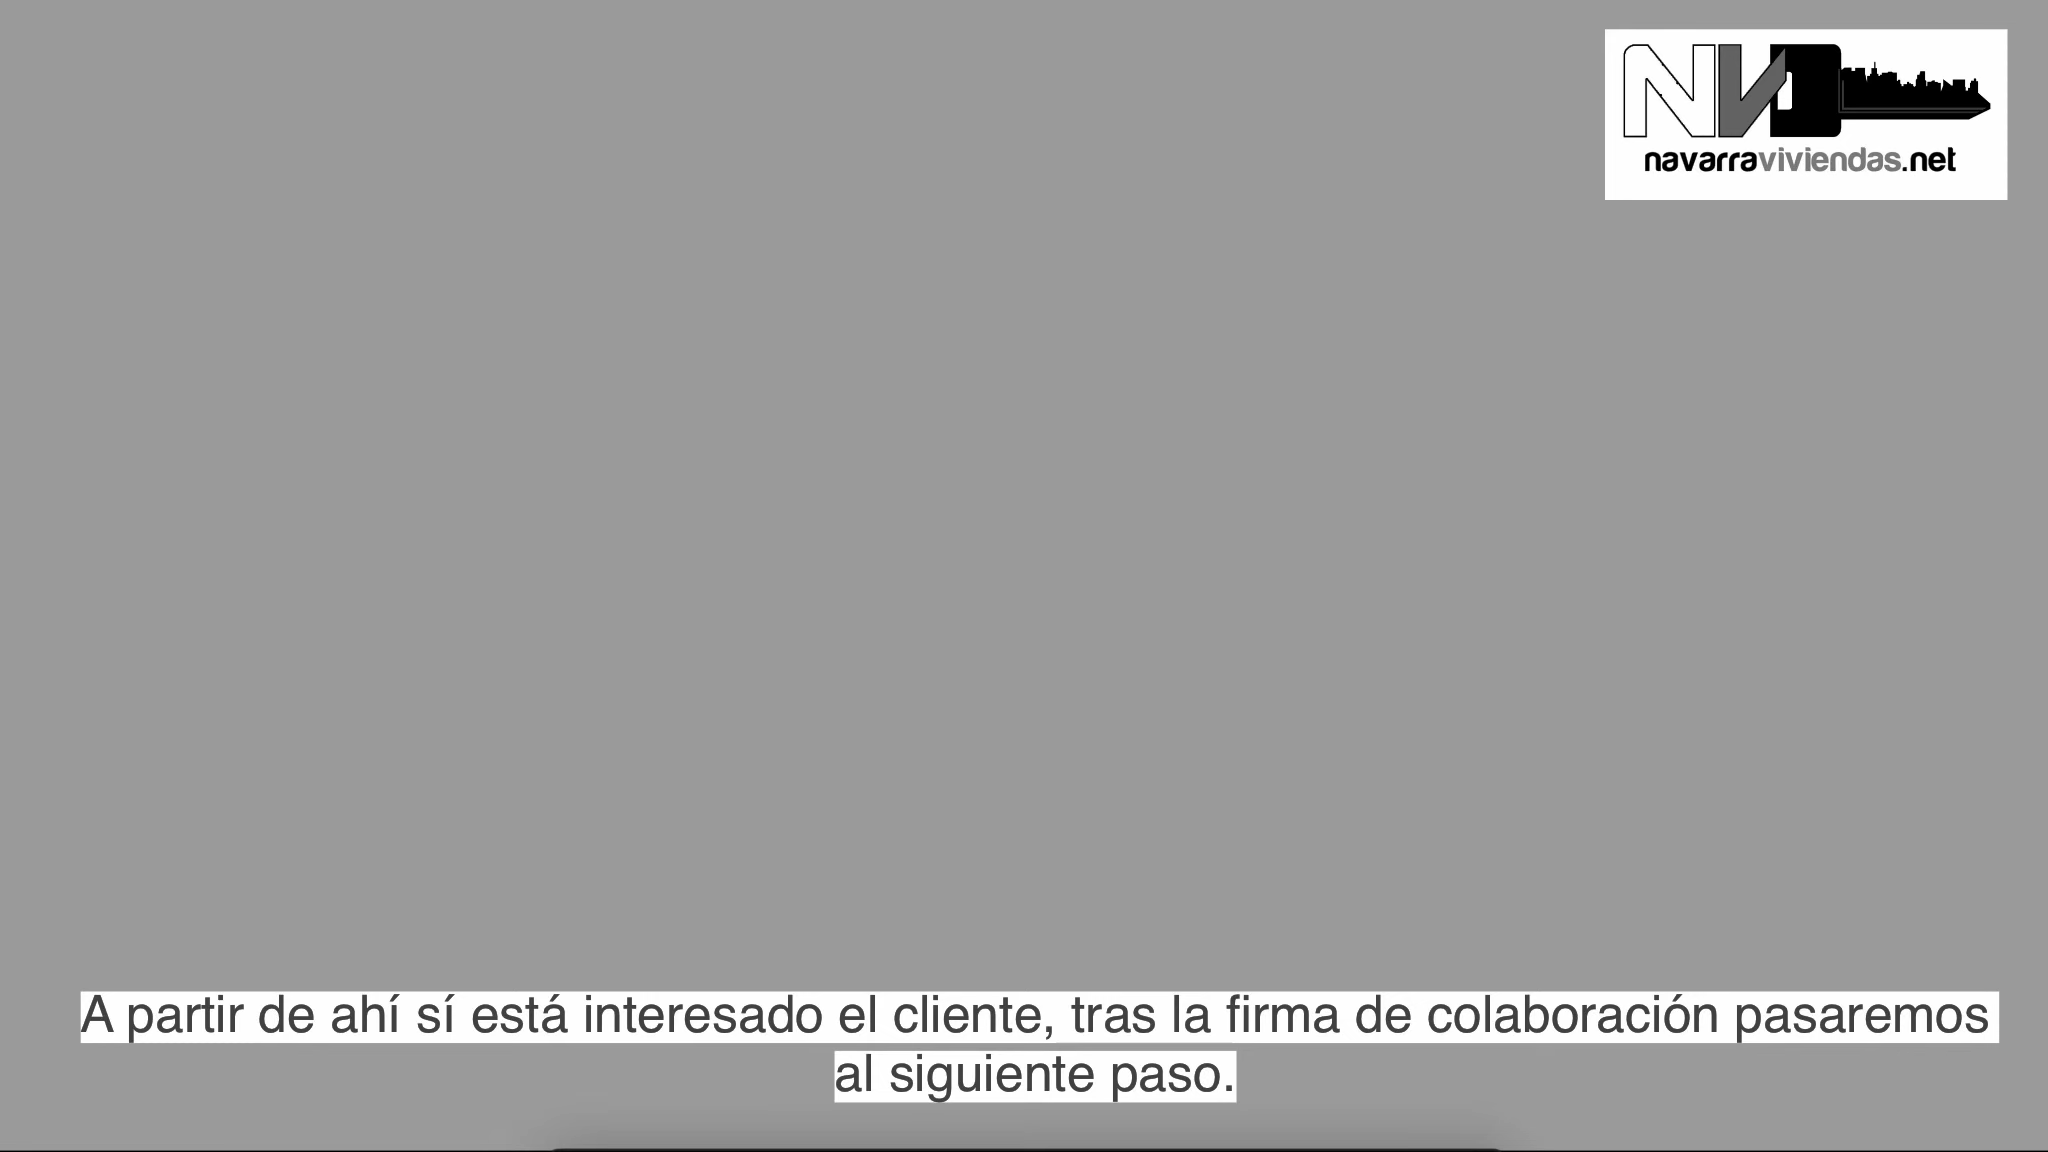 NV
navarraviviendas.net
A partir de ahí sí está interesado el cliente, tras la firma de colaboración pasaremos
al siguiente paso.